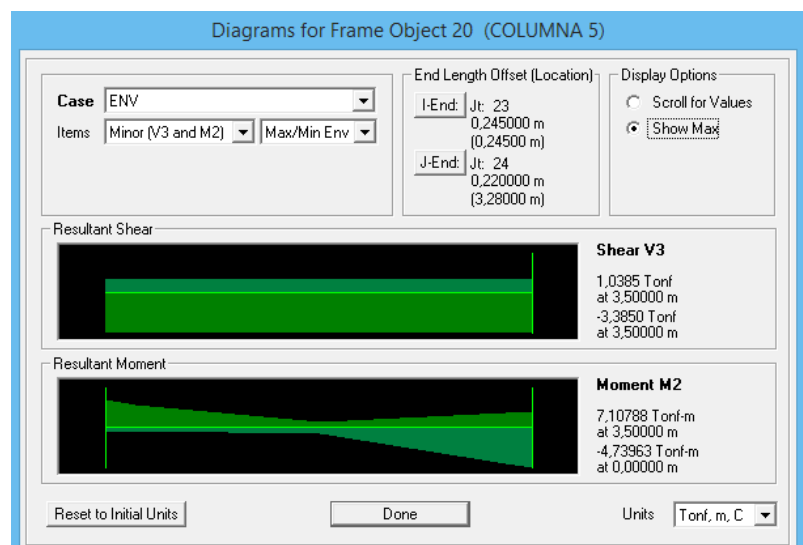 Diagrams for Frame Object 20 (COLUMNA 5)
Case ENV
Items Minor (V3 and M2) Max/Min Env
End Length Offset (Location)
I-End: Jt: 23
0,245000 m
(0,24500 m)
J-End: Jt: 24
0,220000 m
(3,28000 m)
Display Options
Scroll for Values
Show Max
Resultant Shear
Shear V3
1,0385 Tonf
at 3,50000 m
-3,3850 Tonf
at 3,50000 m
Resultant Moment
Moment M2
7,10788 Tonf-m
at 3,50000 m
-4,73963 Tonf-m
at 0,00000 m
Reset to Initial Units
Done
Units Tonf, m, C